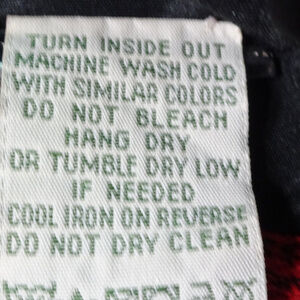 TURN INSIDE OUT
MACHINE WASH COLD
WITH SIMILAR COLORS
DO NOT BLEACH
HANG DRY
OR TUMBLE DRY LOW
IF NEEDED
COOL IRON ON REVERSE
DO NOT DRY CLEAN